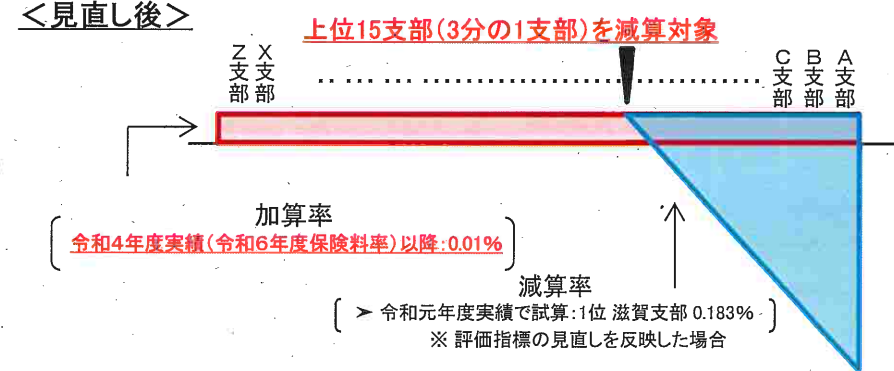 ＜見直し後＞
上位15支部(3分の1支部)を減算対象
Z支部
X支部
C支部
B支部
A支部
加算率
令和4年度実績(令和6年度保険料率)以降:0.01%
減算率
➤ 令和元年度実績で試算:1位 滋賀支部 0.183%
※ 評価指標の見直しを反映した場合